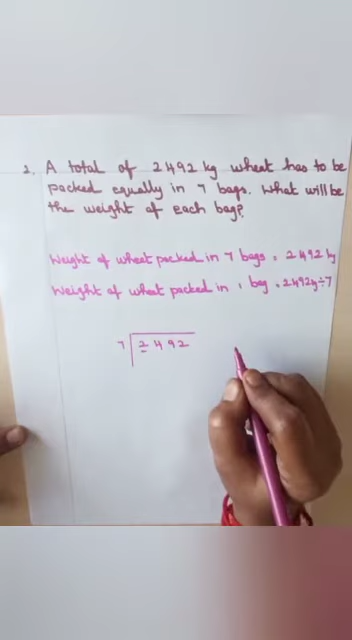 2. A total of 2492 kg wheat has to be
packed equally in 7 bags. What will be
the weight of each bag?
Weight of wheat packed in 7 bags = 2492 kg
Weight of wheat packed in 1 bag = 2492kg÷7
7 2492